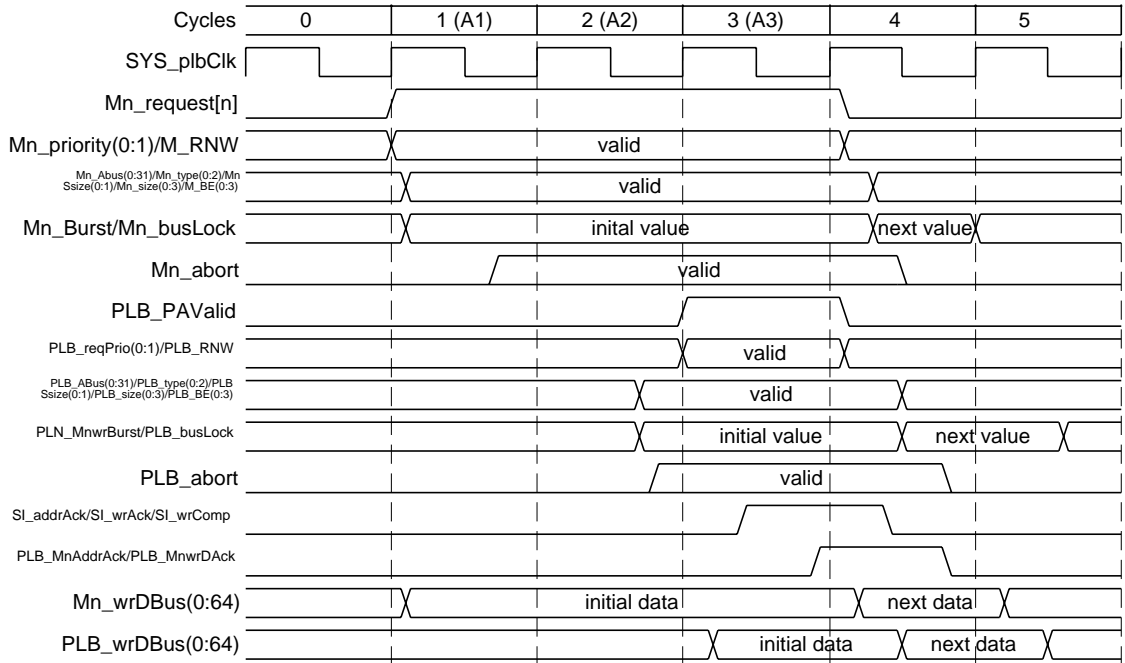 Cycles 0 1 (A1) 2 (A2) 3 (A3) 4 5
SYS_plbClk
Mn_request[n]
Mn_priority(0:1)/M_RNW valid
Mn_Abus(0:31)/Mn_type(0:2)/Mn
Ssize(0:1)/Mn_size(0:3)/M_BE(0:3) valid
Mn_Burst/Mn_busLock inital value next value
Mn_abort valid
PLB_PAValid
PLB_reqPrio(0:1)/PLB_RNW valid
PLB_ABus(0:31)/PLB_type(0:2)/PLB
Ssize(0:1)/PLB_size(0:3)/PLB_BE(0:3) valid
PLN_MnwrBurst/PLB_busLock initial value next value
PLB_abort valid
SI_addrAck/SI_wrAck/SI_wrComp
PLB_MnAddrAck/PLB_MnwrDAck
Mn_wrDBus(0:64) initial data next data
PLB_wrDBus(0:64) initial data next data